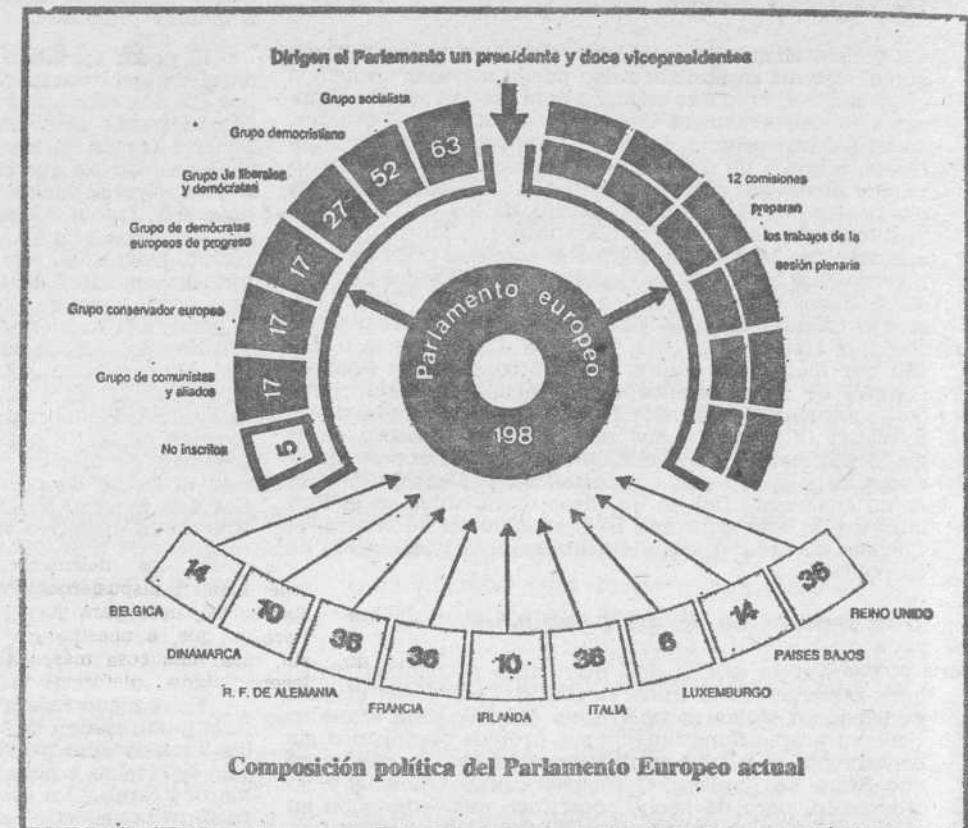 Dirigen el Parlamento un presidente y doce vicepresidentes
Grupo socialista
63
Grupo democristiano
52
Grupo de liberales
y demócratas
27
Grupo de demócratas
europeos de progreso
17
Grupo conservador europeo
17
Grupo de comunistas
y aliados
17
No inscritos
5
12 comisiones
preparan
los trabajos de la
sesión plenaria
Parlamento europeo
198
14
BELGICA
10
DINAMARCA
36
R. F. DE ALEMANIA
36
FRANCIA
10
IRLANDA
36
ITALIA
6
LUXEMBURGO
14
PAISES BAJOS
36
REINO UNIDO
Composición política del Parlamento Europeo actual